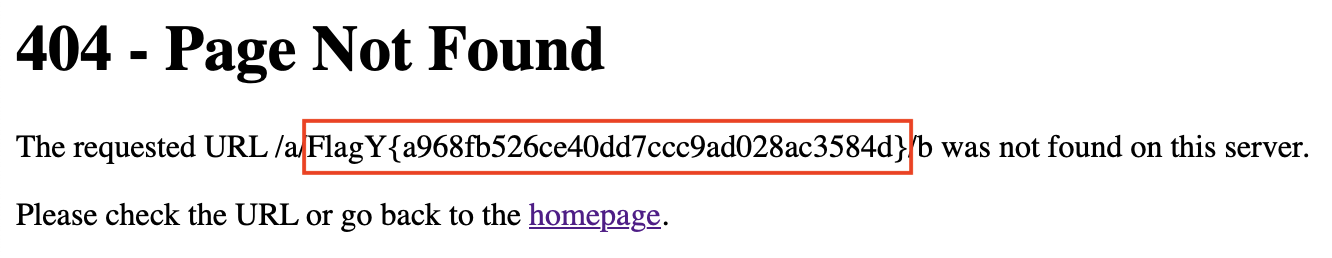 404 - Page Not Found
The requested URL /a/FlagY{a968fb526ce40dd7ccc9ad028ac3584d}/b was not found on this server.
Please check the URL or go back to the homepage.